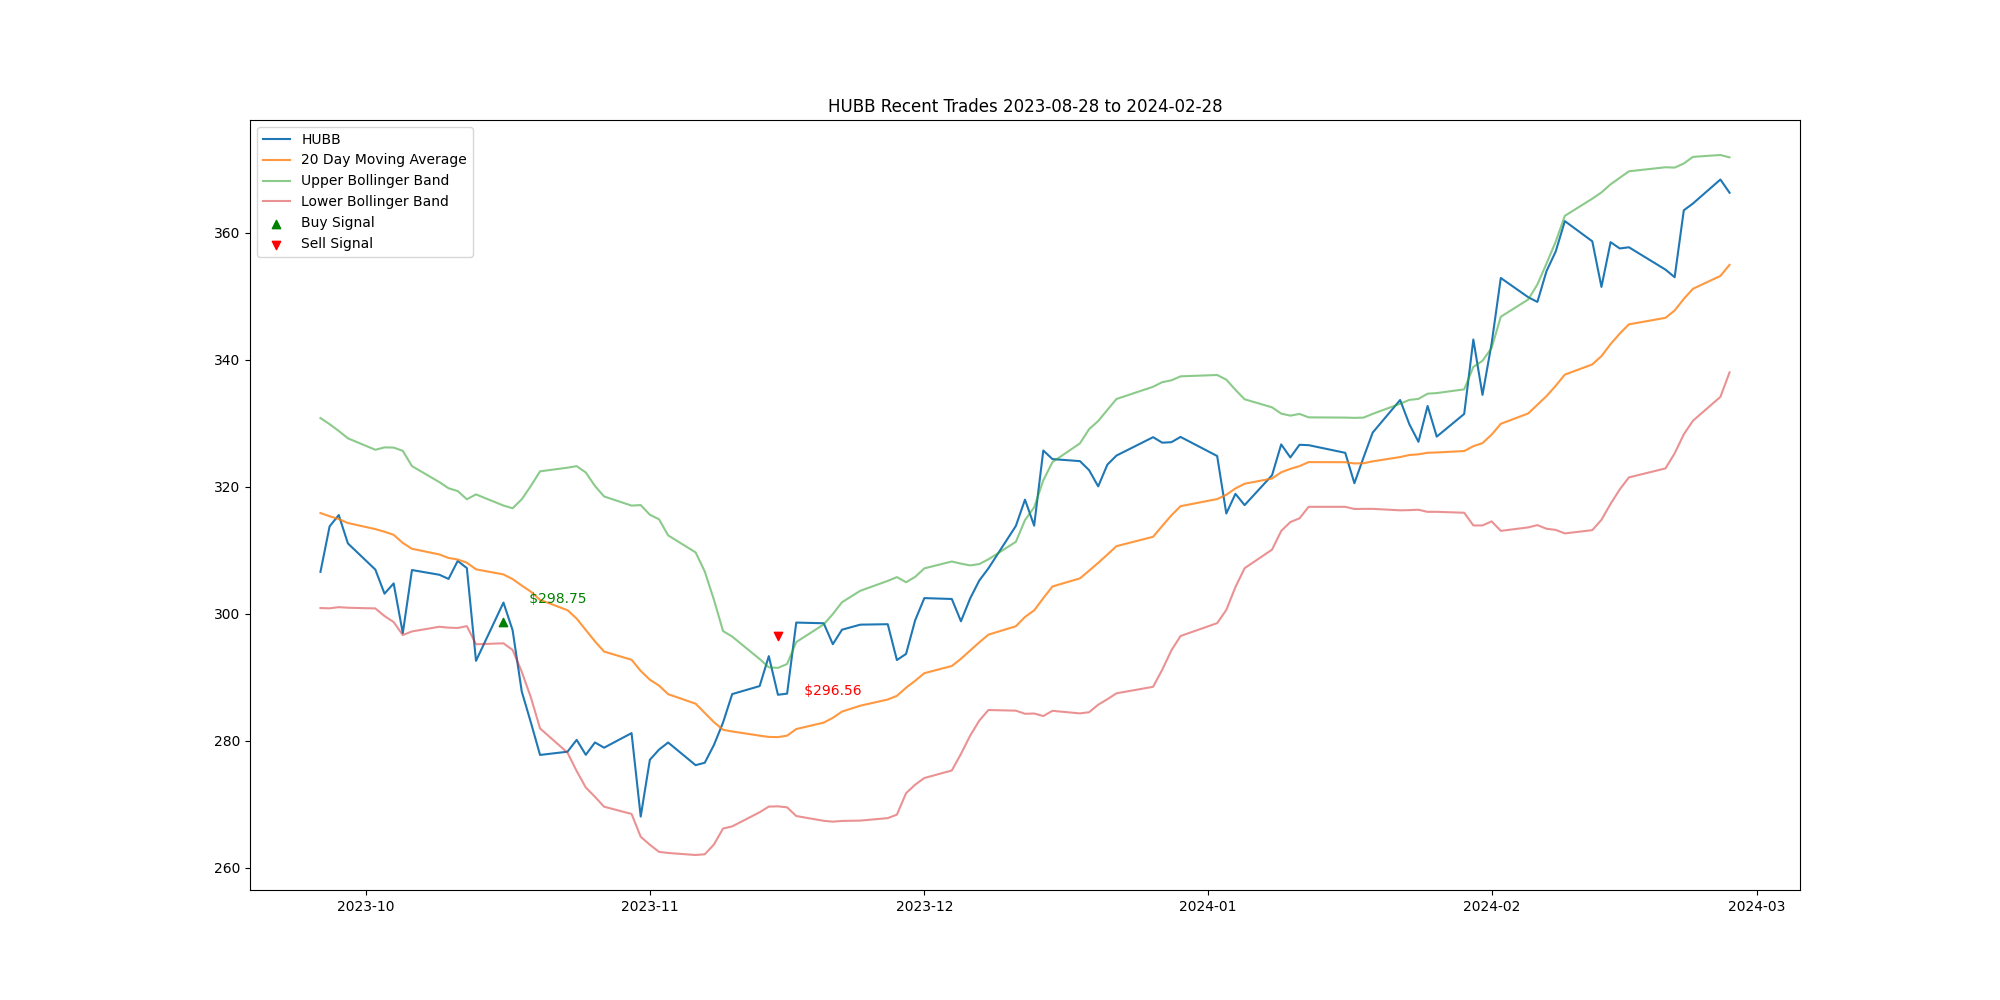 HUBB Recent Trades 2023-08-28 to 2024-02-28
HUBB
20 Day Moving Average
Upper Bollinger Band
Lower Bollinger Band
Buy Signal
Sell Signal
360
340
320
300
280
260
$298.75
$296.56
2023-10
2023-11
2023-12
2024-01
2024-02
2024-03